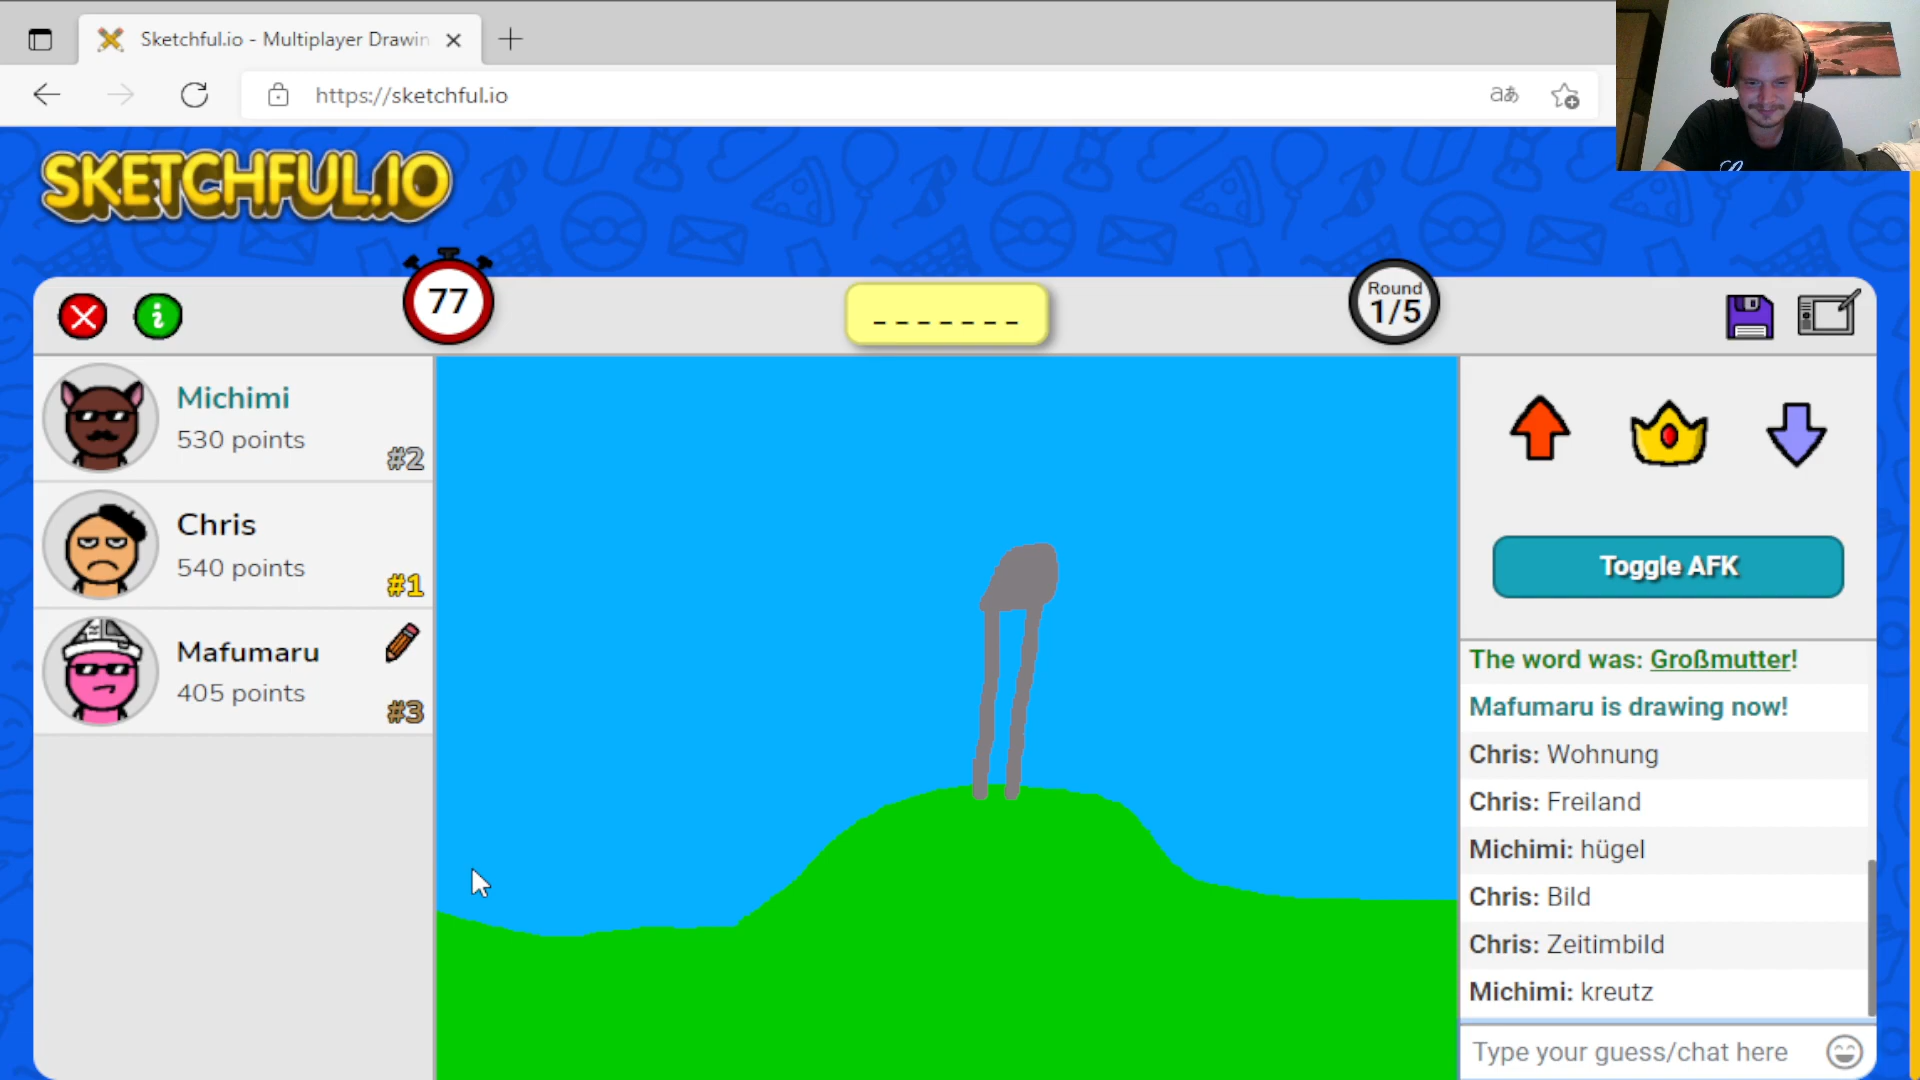 Sketchful.io - Multiplayer Drawin
https://sketchful.io
aあ
SKETCHFUL.IO
77
_ _ _ _ _ _ _
Round
1/5
Michimi
530 points
#2
Chris
540 points
#1
Mafumaru
405 points
#3
Toggle AFK
The word was: Großmutter!
Mafumaru is drawing now!
Chris: Wohnung
Chris: Freiland
Michimi: hügel
Chris: Bild
Chris: Zeitimbild
Michimi: kreutz
Type your guess/chat here